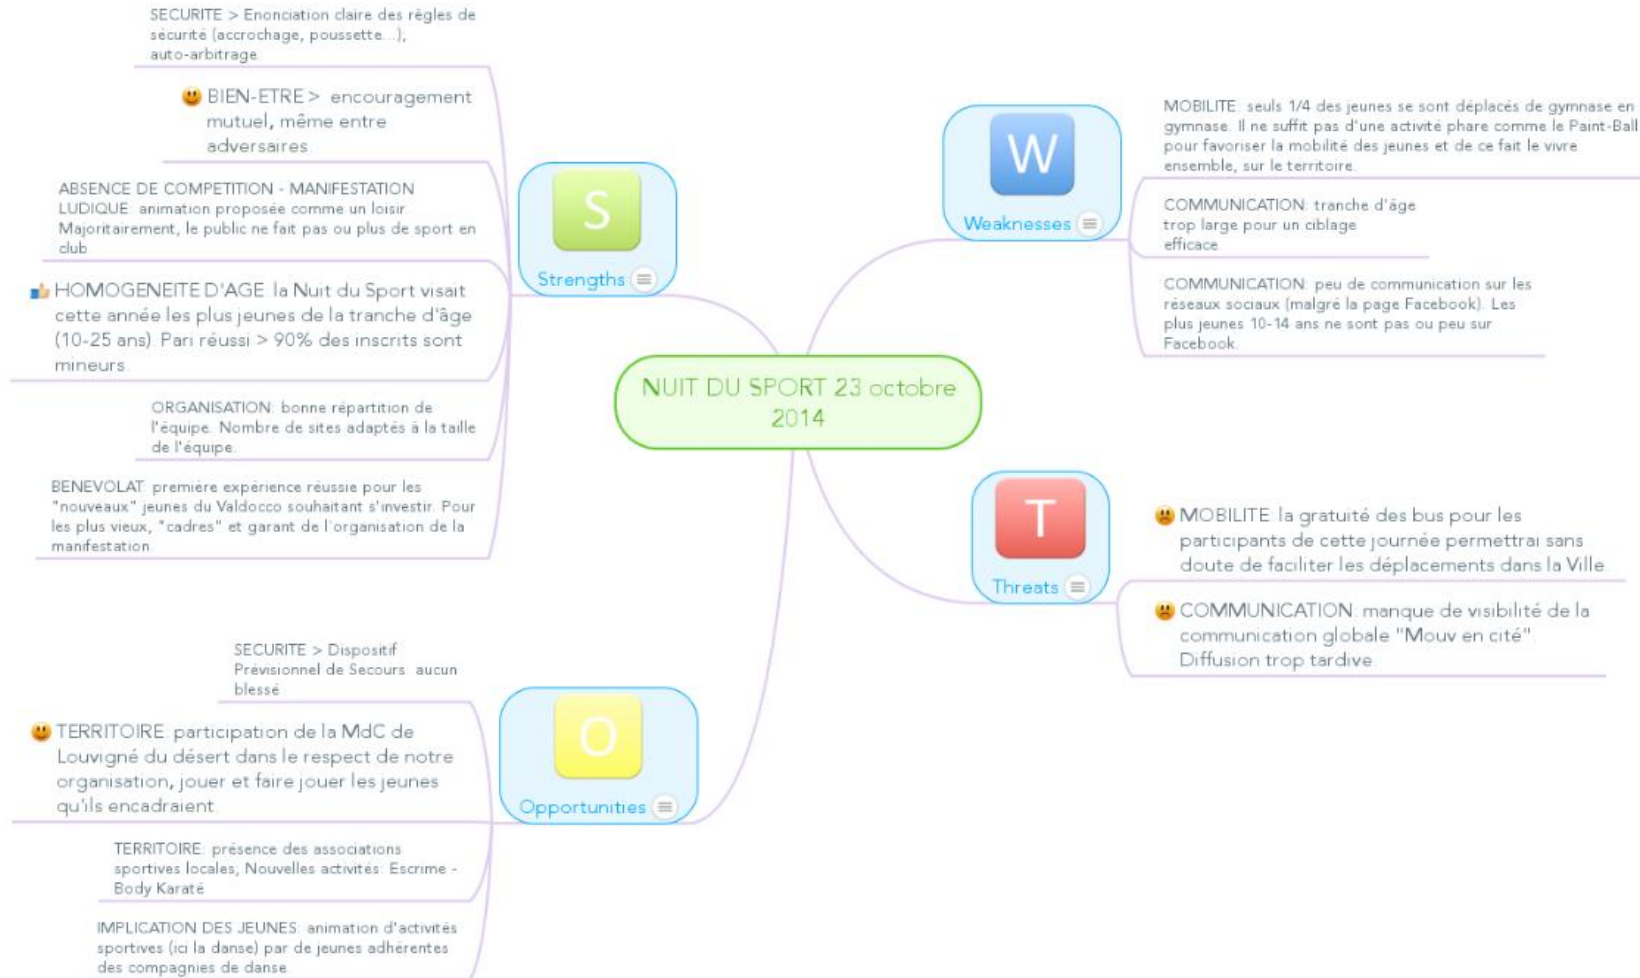 NUIT DU SPORT 23 octobre
2014
S
Strengths
SECURITE > Enonciation claire des règles de
sécurité (accrochage, poussette...),
auto-arbitrage
BIEN-ETRE > encouragement
mutuel, même entre
adversaires
ABSENCE DE COMPETITION - MANIFESTATION
LUDIQUE: animation proposée comme un loisir
Majoritairement, le public ne fait pas ou plus de sport en
club
HOMOGENEITE D'AGE: la Nuit du Sport visait
cette année les plus jeunes de la tranche d'âge
(10-25 ans). Pari réussi > 90% des inscrits sont
mineurs.
ORGANISATION: bonne répartition de
l'équipe. Nombre de sites adaptés à la taille
de l'équipe.
BENEVOLAT: première expérience réussie pour les
"nouveaux" jeunes du Valdocco souhaitant s'investir. Pour
les plus vieux, "cadres" et garant de l'organisation de la
manifestation
W
Weaknesses
MOBILITE: seuls 1/4 des jeunes se sont déplacés de gymnase en
gymnase. Il ne suffit pas d'une activité phare comme le Paint-Ball
pour favoriser la mobilité des jeunes et de ce fait le vivre
ensemble, sur le territoire.
COMMUNICATION: tranche d'âge
trop large pour un ciblage
efficace
COMMUNICATION: peu de communication sur les
réseaux sociaux (malgré la page Facebook). Les
plus jeunes 10-14 ans ne sont pas ou peu sur
Facebook.
O
Opportunities
SECURITE > Dispositif
Prévisionnel de Secours: aucun
blessé
TERRITOIRE: participation de la MdC de
Louvigné du désert dans le respect de notre
organisation, jouer et faire jouer les jeunes
qu'ils encadraient
TERRITOIRE: présence des associations
sportives locales; Nouvelles activités: Escrime -
Body Karaté
IMPLICATION DES JEUNES: animation d'activités
sportives (ici la danse) par de jeunes adhérentes
des compagnies de danse
T
Threats
MOBILITE: la gratuité des bus pour les
participants de cette journée permettrai sans
doute de faciliter les déplacements dans la Ville
COMMUNICATION: manque de visibilité de la
communication globale "Mouv en cité".
Diffusion trop tardive